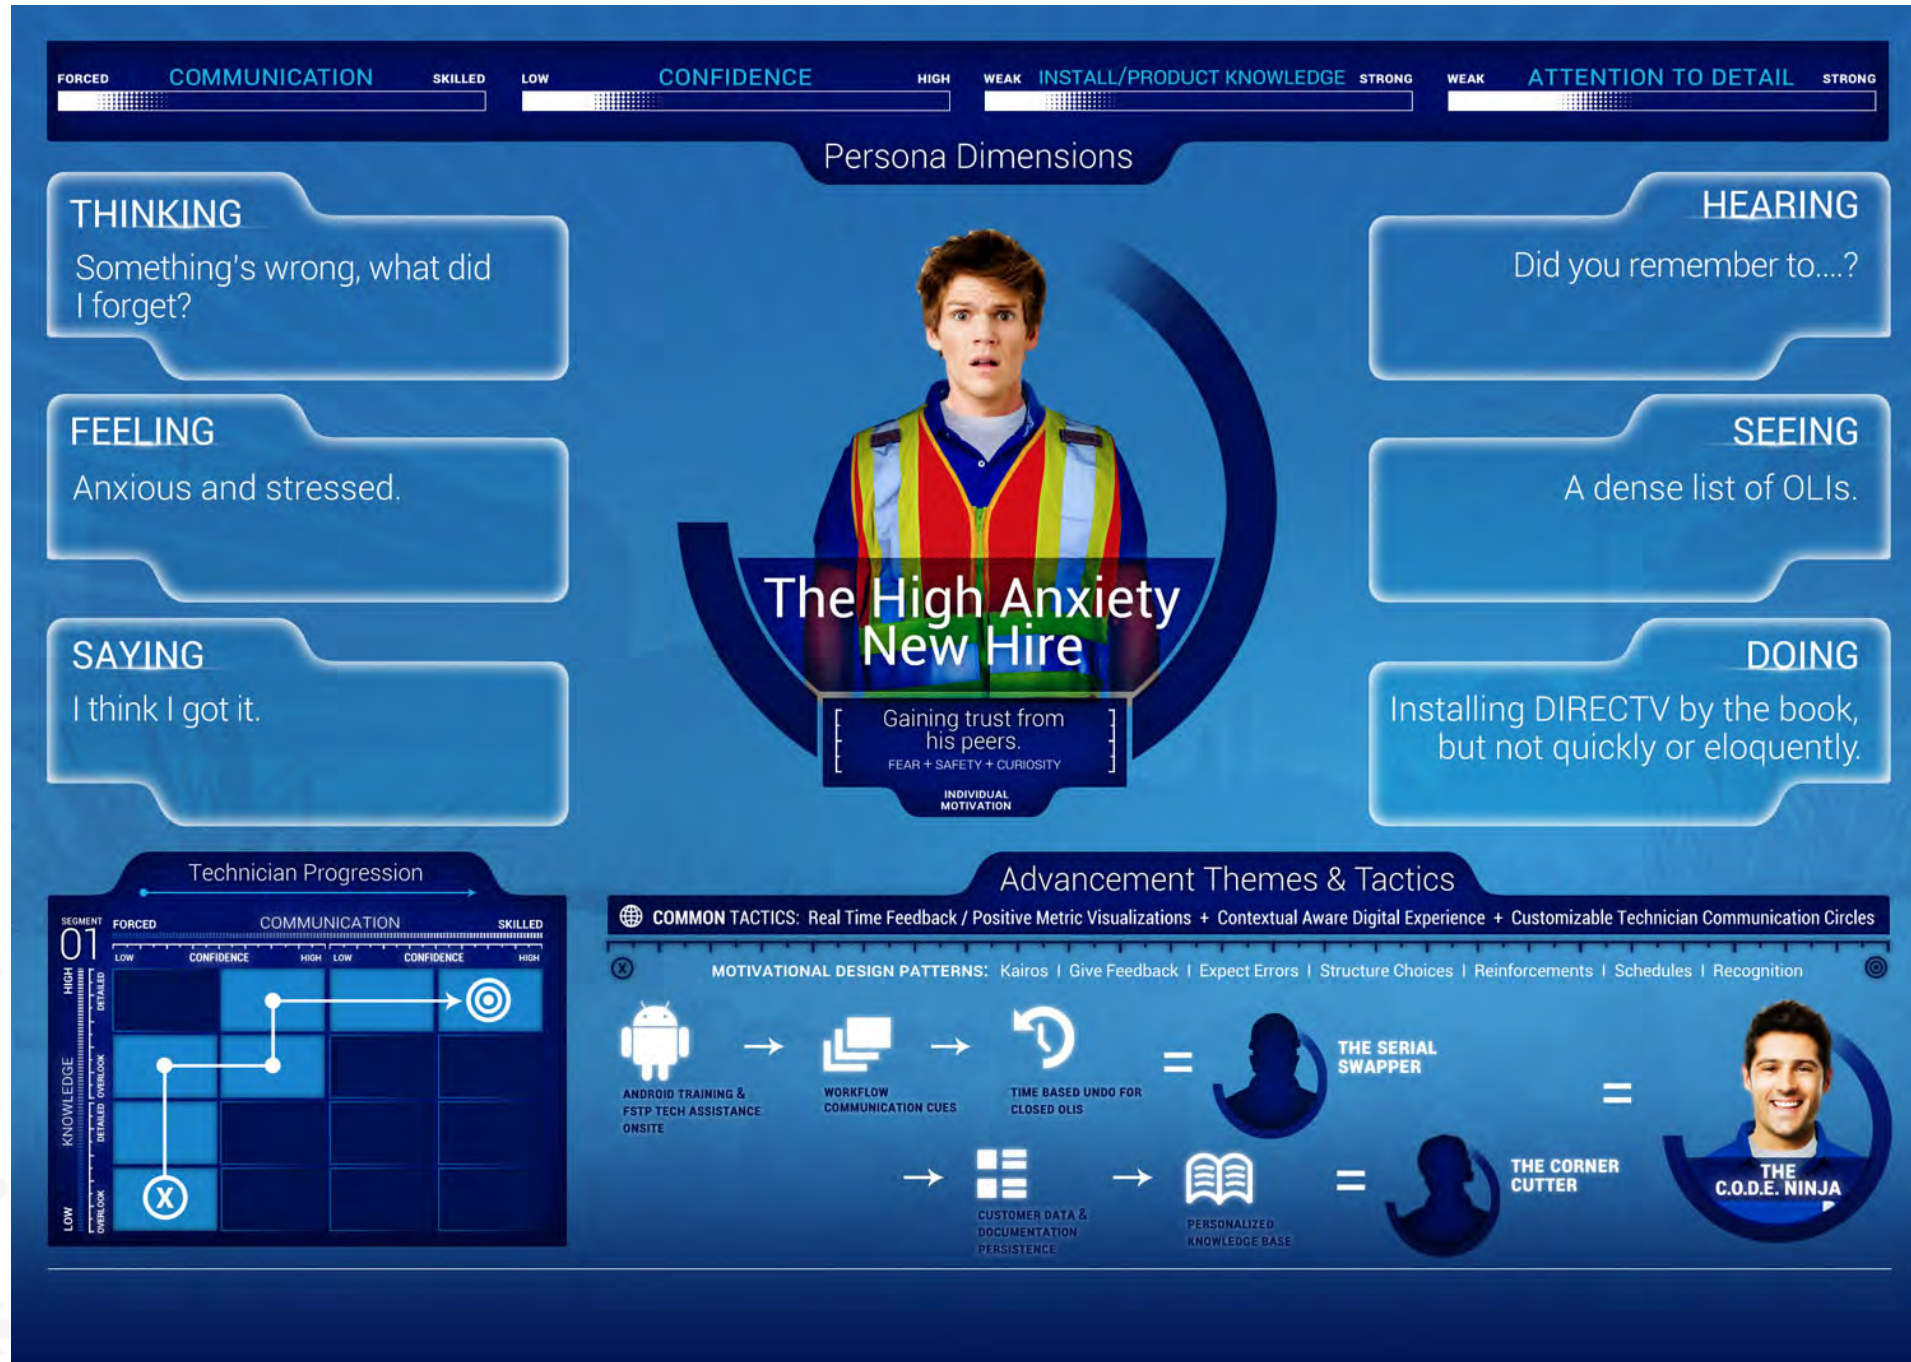 FORCED COMMUNICATION SKILLED
LOW CONFIDENCE HIGH
WEAK INSTALL/PRODUCT KNOWLEDGE STRONG
WEAK ATTENTION TO DETAIL STRONG
Persona Dimensions
THINKING
Something's wrong, what did
I forget?
FEELING
Anxious and stressed.
SAYING
I think I got it.
HEARING
Did you remember to....?
SEEING
A dense list of OLIs.
DOING
Installing DIRECTV by the book,
but not quickly or eloquently.
The High Anxiety
New Hire
Gaining trust from
his peers.
FEAR + SAFETY + CURIOSITY
INDIVIDUAL
MOTIVATION
Technician Progression
SEGMENT
01
FORCED COMMUNICATION SKILLED
LOW CONFIDENCE HIGH LOW CONFIDENCE HIGH
HIGH
KNOWLEDGE
LOW
DETAILED
OVERLOOK
DETAILED
OVERLOOK
X
Advancement Themes & Tactics
COMMON TACTICS: Real Time Feedback / Positive Metric Visualizations + Contextual Aware Digital Experience + Customizable Technician Communication Circles
X
MOTIVATIONAL DESIGN PATTERNS: Kairos | Give Feedback | Expect Errors | Structure Choices | Reinforcements | Schedules | Recognition
ANDROID TRAINING &
FSTP TECH ASSISTANCE
ONSITE
WORKFLOW
COMMUNICATION CUES
TIME BASED UNDO FOR
CLOSED OLIS
=
THE SERIAL
SWAPPER
=
CUSTOMER DATA &
DOCUMENTATION
PERSISTENCE
PERSONALIZED
KNOWLEDGE BASE
=
THE CORNER
CUTTER
THE
C.O.D.E. NINJA